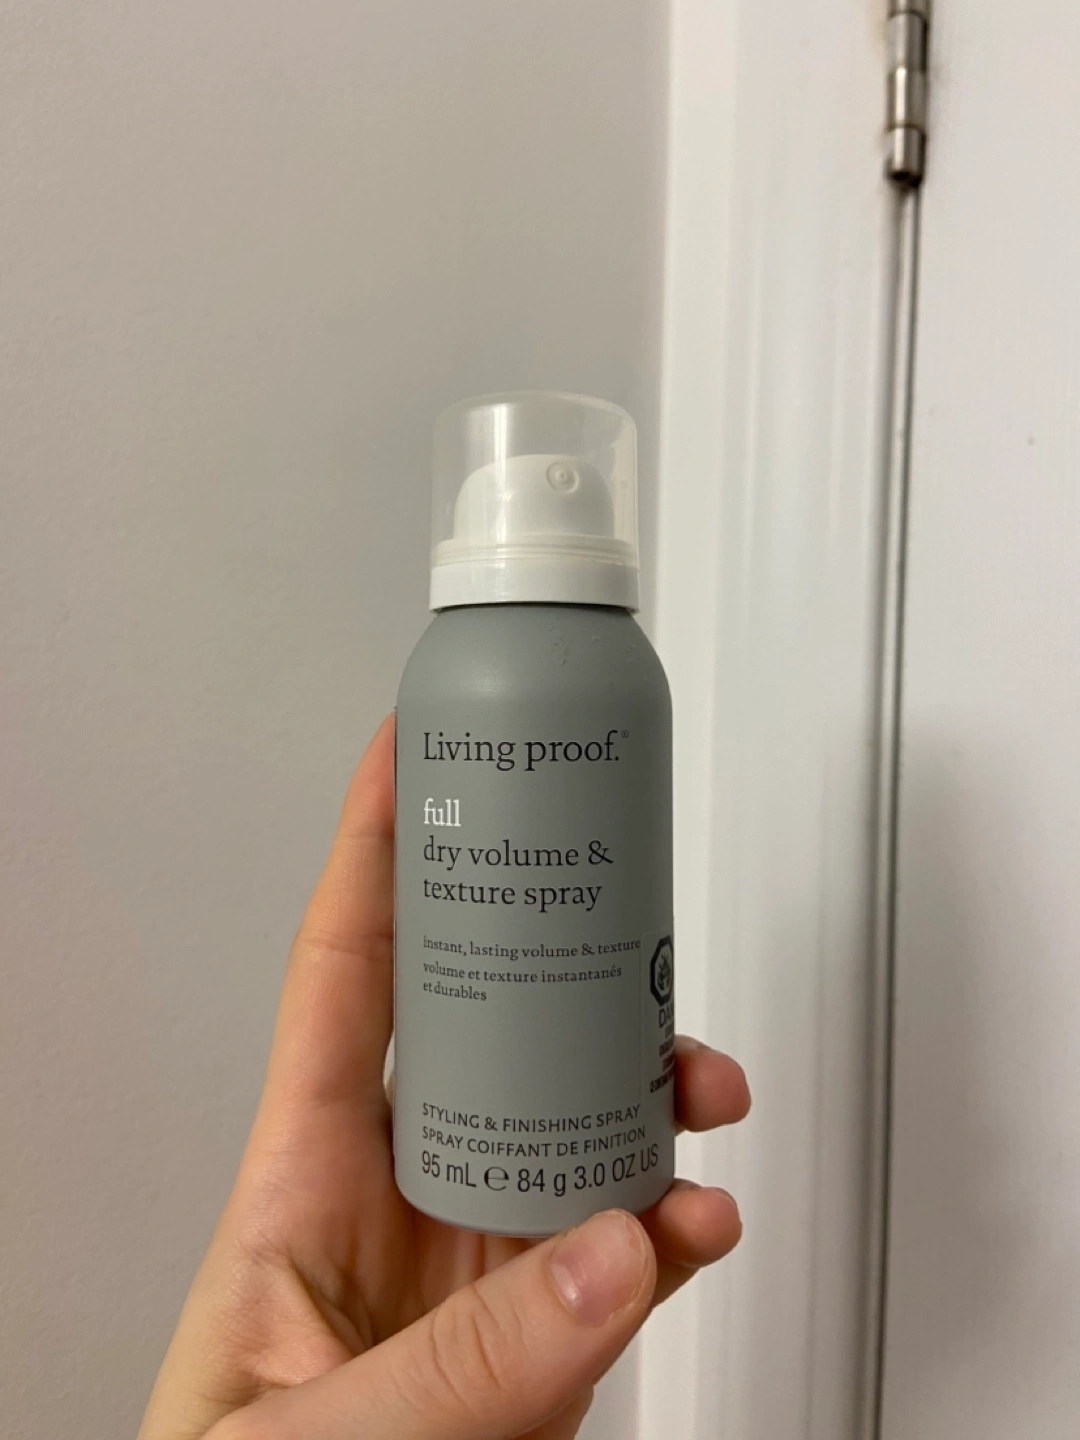 Living proof.®
full
dry volume &
texture spray
instant, lasting volume & texture
volume et texture instantanés
et durables
STYLING & FINISHING SPRAY
SPRAY COIFFANT DE FINITION
95 mL ℮ 84 g 3.0 OZ US